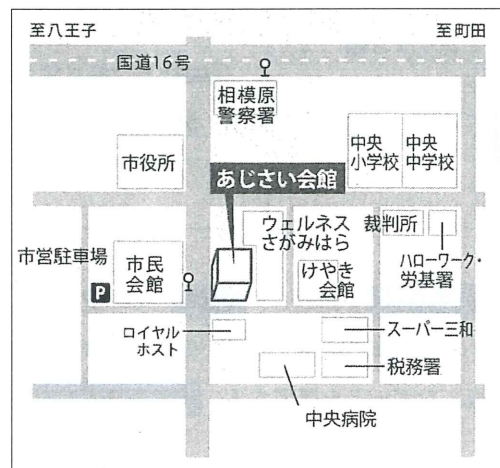 至八王子
至町田
国道16号
相模原
警察署
市役所
中央
小学校
中央
中学校
あじさい会館
ウェルネス
さがみはら
裁判所
ハローワーク・
労基署
市営駐車場
P
市民
会館
けやき
会館
ロイヤル
ホスト
スーパー三和
税務署
中央病院